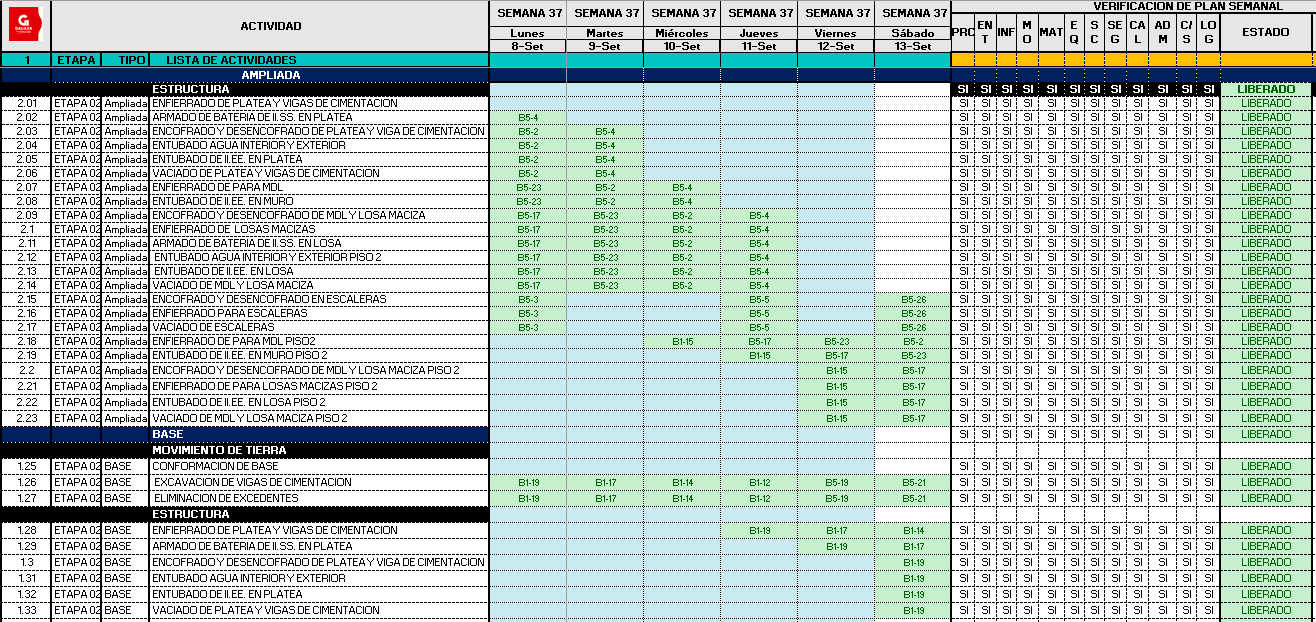 VERIFICACION DE PLAN SEMANAL
G GALILEA ACTIVIDAD SEMANA 37 SEMANA 37 SEMANA 37 SEMANA 37 SEMANA 37 SEMANA 37 PRC ENT INF MO MAT EQ SC SEG CAL ADM C/S LOG ESTADO
Lunes Martes Miércoles Jueves Viernes Sábado
8-Set 9-Set 10-Set 11-Set 12-Set 13-Set
1 ETAPA TIPO LISTA DE ACTIVIDADES
AMPLIADA
ESTRUCTURA SI SI SI SI SI SI SI SI SI SI SI SI LIBERADO
2.01 ETAPA 02 Ampliada ENFIERRADO DE PLATEA Y VIGAS DE CIMENTACION SI SI SI SI SI SI SI SI SI SI SI SI LIBERADO
2.02 ETAPA 02 Ampliada ARMADO DE BATERIA DE II.SS. EN PLATEA B5-4 SI SI SI SI SI SI SI SI SI SI SI SI LIBERADO
2.03 ETAPA 02 Ampliada ENCOFRADO Y DESENCOFRADO DE PLATEA Y VIGA DE CIMENTACION B5-2 B5-4 SI SI SI SI SI SI SI SI SI SI SI SI LIBERADO
2.04 ETAPA 02 Ampliada ENTUBADO AGUA INTERIOR Y EXTERIOR B5-2 B5-4 SI SI SI SI SI SI SI SI SI SI SI SI LIBERADO
2.05 ETAPA 02 Ampliada ENTUBADO DE II.EE. EN PLATEA B5-2 B5-4 SI SI SI SI SI SI SI SI SI SI SI SI LIBERADO
2.06 ETAPA 02 Ampliada VACIADO DE PLATEA Y VIGAS DE CIMENTACION B5-2 B5-4 SI SI SI SI SI SI SI SI SI SI SI SI LIBERADO
2.07 ETAPA 02 Ampliada ENFIERRADO DE PARA MDL B5-23 B5-2 B5-4 SI SI SI SI SI SI SI SI SI SI SI SI LIBERADO
2.08 ETAPA 02 Ampliada ENTUBADO DE II.EE. EN MURO B5-23 B5-2 B5-4 SI SI SI SI SI SI SI SI SI SI SI SI LIBERADO
2.09 ETAPA 02 Ampliada ENCOFRADO Y DESENCOFRADO DE MDL Y LOSA MACIZA B5-17 B5-23 B5-2 B5-4 SI SI SI SI SI SI SI SI SI SI SI SI LIBERADO
2.1 ETAPA 02 Ampliada ENFIERRADO DE LOSAS MACIZAS B5-17 B5-23 B5-2 B5-4 SI SI SI SI SI SI SI SI SI SI SI SI LIBERADO
2.11 ETAPA 02 Ampliada ARMADO DE BATERIA DE II.SS. EN LOSA B5-17 B5-23 B5-2 B5-4 SI SI SI SI SI SI SI SI SI SI SI SI LIBERADO
2.12 ETAPA 02 Ampliada ENTUBADO AGUA INTERIOR Y EXTERIOR PISO 2 B5-17 B5-23 B5-2 B5-4 SI SI SI SI SI SI SI SI SI SI SI SI LIBERADO
2.13 ETAPA 02 Ampliada ENTUBADO DE II.EE. EN LOSA B5-17 B5-23 B5-2 B5-4 SI SI SI SI SI SI SI SI SI SI SI SI LIBERADO
2.14 ETAPA 02 Ampliada VACIADO DE MDL Y LOSA MACIZA B5-17 B5-23 B5-2 B5-4 SI SI SI SI SI SI SI SI SI SI SI SI LIBERADO
2.15 ETAPA 02 Ampliada ENCOFRADO Y DESENCOFRADO EN ESCALERAS B5-3 B5-5 B5-26 SI SI SI SI SI SI SI SI SI SI SI SI LIBERADO
2.16 ETAPA 02 Ampliada ENFIERRADO PARA ESCALERAS B5-3 B5-5 B5-26 SI SI SI SI SI SI SI SI SI SI SI SI LIBERADO
2.17 ETAPA 02 Ampliada VACIADO DE ESCALERAS B5-3 B5-5 B5-26 SI SI SI SI SI SI SI SI SI SI SI SI LIBERADO
2.18 ETAPA 02 Ampliada ENFIERRADO DE PARA MDL PISO2 B1-15 B5-17 B5-23 B5-2 SI SI SI SI SI SI SI SI SI SI SI SI LIBERADO
2.19 ETAPA 02 Ampliada ENTUBADO DE II.EE. EN MURO PISO 2 B1-15 B5-17 B5-23 SI SI SI SI SI SI SI SI SI SI SI SI LIBERADO
2.2 ETAPA 02 Ampliada ENCOFRADO Y DESENCOFRADO DE MDL Y LOSA MACIZA PISO 2 B1-15 B5-17 SI SI SI SI SI SI SI SI SI SI SI SI LIBERADO
2.21 ETAPA 02 Ampliada ENFIERRADO DE PARA LOSAS MACIZAS PISO 2 B1-15 B5-17 SI SI SI SI SI SI SI SI SI SI SI SI LIBERADO
2.22 ETAPA 02 Ampliada ENTUBADO DE II.EE. EN LOSA PISO 2 B1-15 B5-17 SI SI SI SI SI SI SI SI SI SI SI SI LIBERADO
2.23 ETAPA 02 Ampliada VACIADO DE MDL Y LOSA MACIZA PISO 2 B1-15 B5-17 SI SI SI SI SI SI SI SI SI SI SI SI LIBERADO
BASE SI SI SI SI SI SI SI SI SI SI SI SI LIBERADO
MOVIMIENTO DE TIERRA
1.25 ETAPA 02 BASE CONFORMACION DE BASE SI SI SI SI SI SI SI SI SI SI SI SI LIBERADO
1.26 ETAPA 02 BASE EXCAVACION DE VIGAS DE CIMENTACION B1-19 B1-17 B1-14 B1-12 B5-19 B5-21 SI SI SI SI SI SI SI SI SI SI SI SI LIBERADO
1.27 ETAPA 02 BASE ELIMINACION DE EXCEDENTES B1-19 B1-17 B1-14 B1-12 B5-19 B5-21 SI SI SI SI SI SI SI SI SI SI SI SI LIBERADO
ESTRUCTURA
1.28 ETAPA 02 BASE ENFIERRADO DE PLATEA Y VIGAS DE CIMENTACION B1-19 B1-17 B1-14 SI SI SI SI SI SI SI SI SI SI SI SI LIBERADO
1.29 ETAPA 02 BASE ARMADO DE BATERIA DE II.SS. EN PLATEA B1-19 B1-17 SI SI SI SI SI SI SI SI SI SI SI SI LIBERADO
1.3 ETAPA 02 BASE ENCOFRADO Y DESENCOFRADO DE PLATEA Y VIGA DE CIMENTACION B1-19 SI SI SI SI SI SI SI SI SI SI SI SI LIBERADO
1.31 ETAPA 02 BASE ENTUBADO AGUA INTERIOR Y EXTERIOR B1-19 SI SI SI SI SI SI SI SI SI SI SI SI LIBERADO
1.32 ETAPA 02 BASE ENTUBADO DE II.EE. EN PLATEA B1-19 SI SI SI SI SI SI SI SI SI SI SI SI LIBERADO
1.33 ETAPA 02 BASE VACIADO DE PLATEA Y VIGAS DE CIMENTACION B1-19 SI SI SI SI SI SI SI SI SI SI SI SI LIBERADO